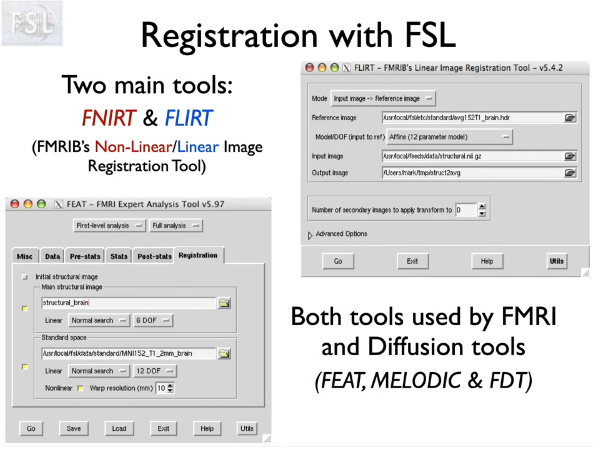 FSL
Registration with FSL
Two main tools:
FNIRT & FLIRT
(FMRIB's Non-Linear/Linear Image
Registration Tool)
FEAT - FMRI Expert Analysis Tool v5.97
First-level analysis
Full analysis
Misc Data Pre-stats Stats Post-stats Registration
Initial structural image
Main structural image
structural_brain
Linear Normal search 6 DOF
Standard space
/usr/local/fsl/data/standard/MNI152_T1_2mm_brain
Linear Normal search 12 DOF
Nonlinear Warp resolution (mm) 10
Go Save Load Exit Help Utils
FLIRT - FMRIB's Linear Image Registration Tool - v5.4.2
Mode Input image -> Reference image
Reference image /usr/local/fsl/etc/standard/avg152T1_brain.hdr
Model/DOF (input to ref) Affine (12 parameter model)
Input image /usr/local/feeds/data/structural.nii.gz
Output image /Users/mark/tmp/struct2avg
Number of secondary images to apply transform to 0
Advanced Options
Go Exit Help Utils
Both tools used by FMRI
and Diffusion tools
(FEAT, MELODIC & FDT)